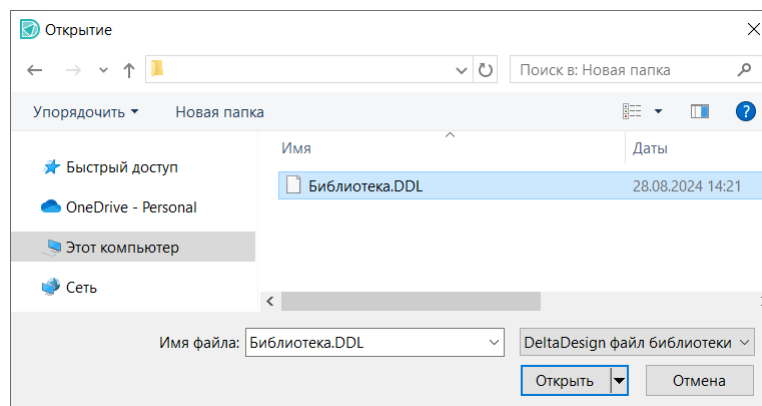 Открытие
Поиск в: Новая папка
Упорядочить Новая папка ?
Имя Даты
Быстрый доступ
Библиотека.DDL 28.08.2024 14:21
OneDrive - Personal
Этот компьютер
Сеть
Имя файла: Библиотека.DDL DeltaDesign файл библиотеки
Открыть Отмена